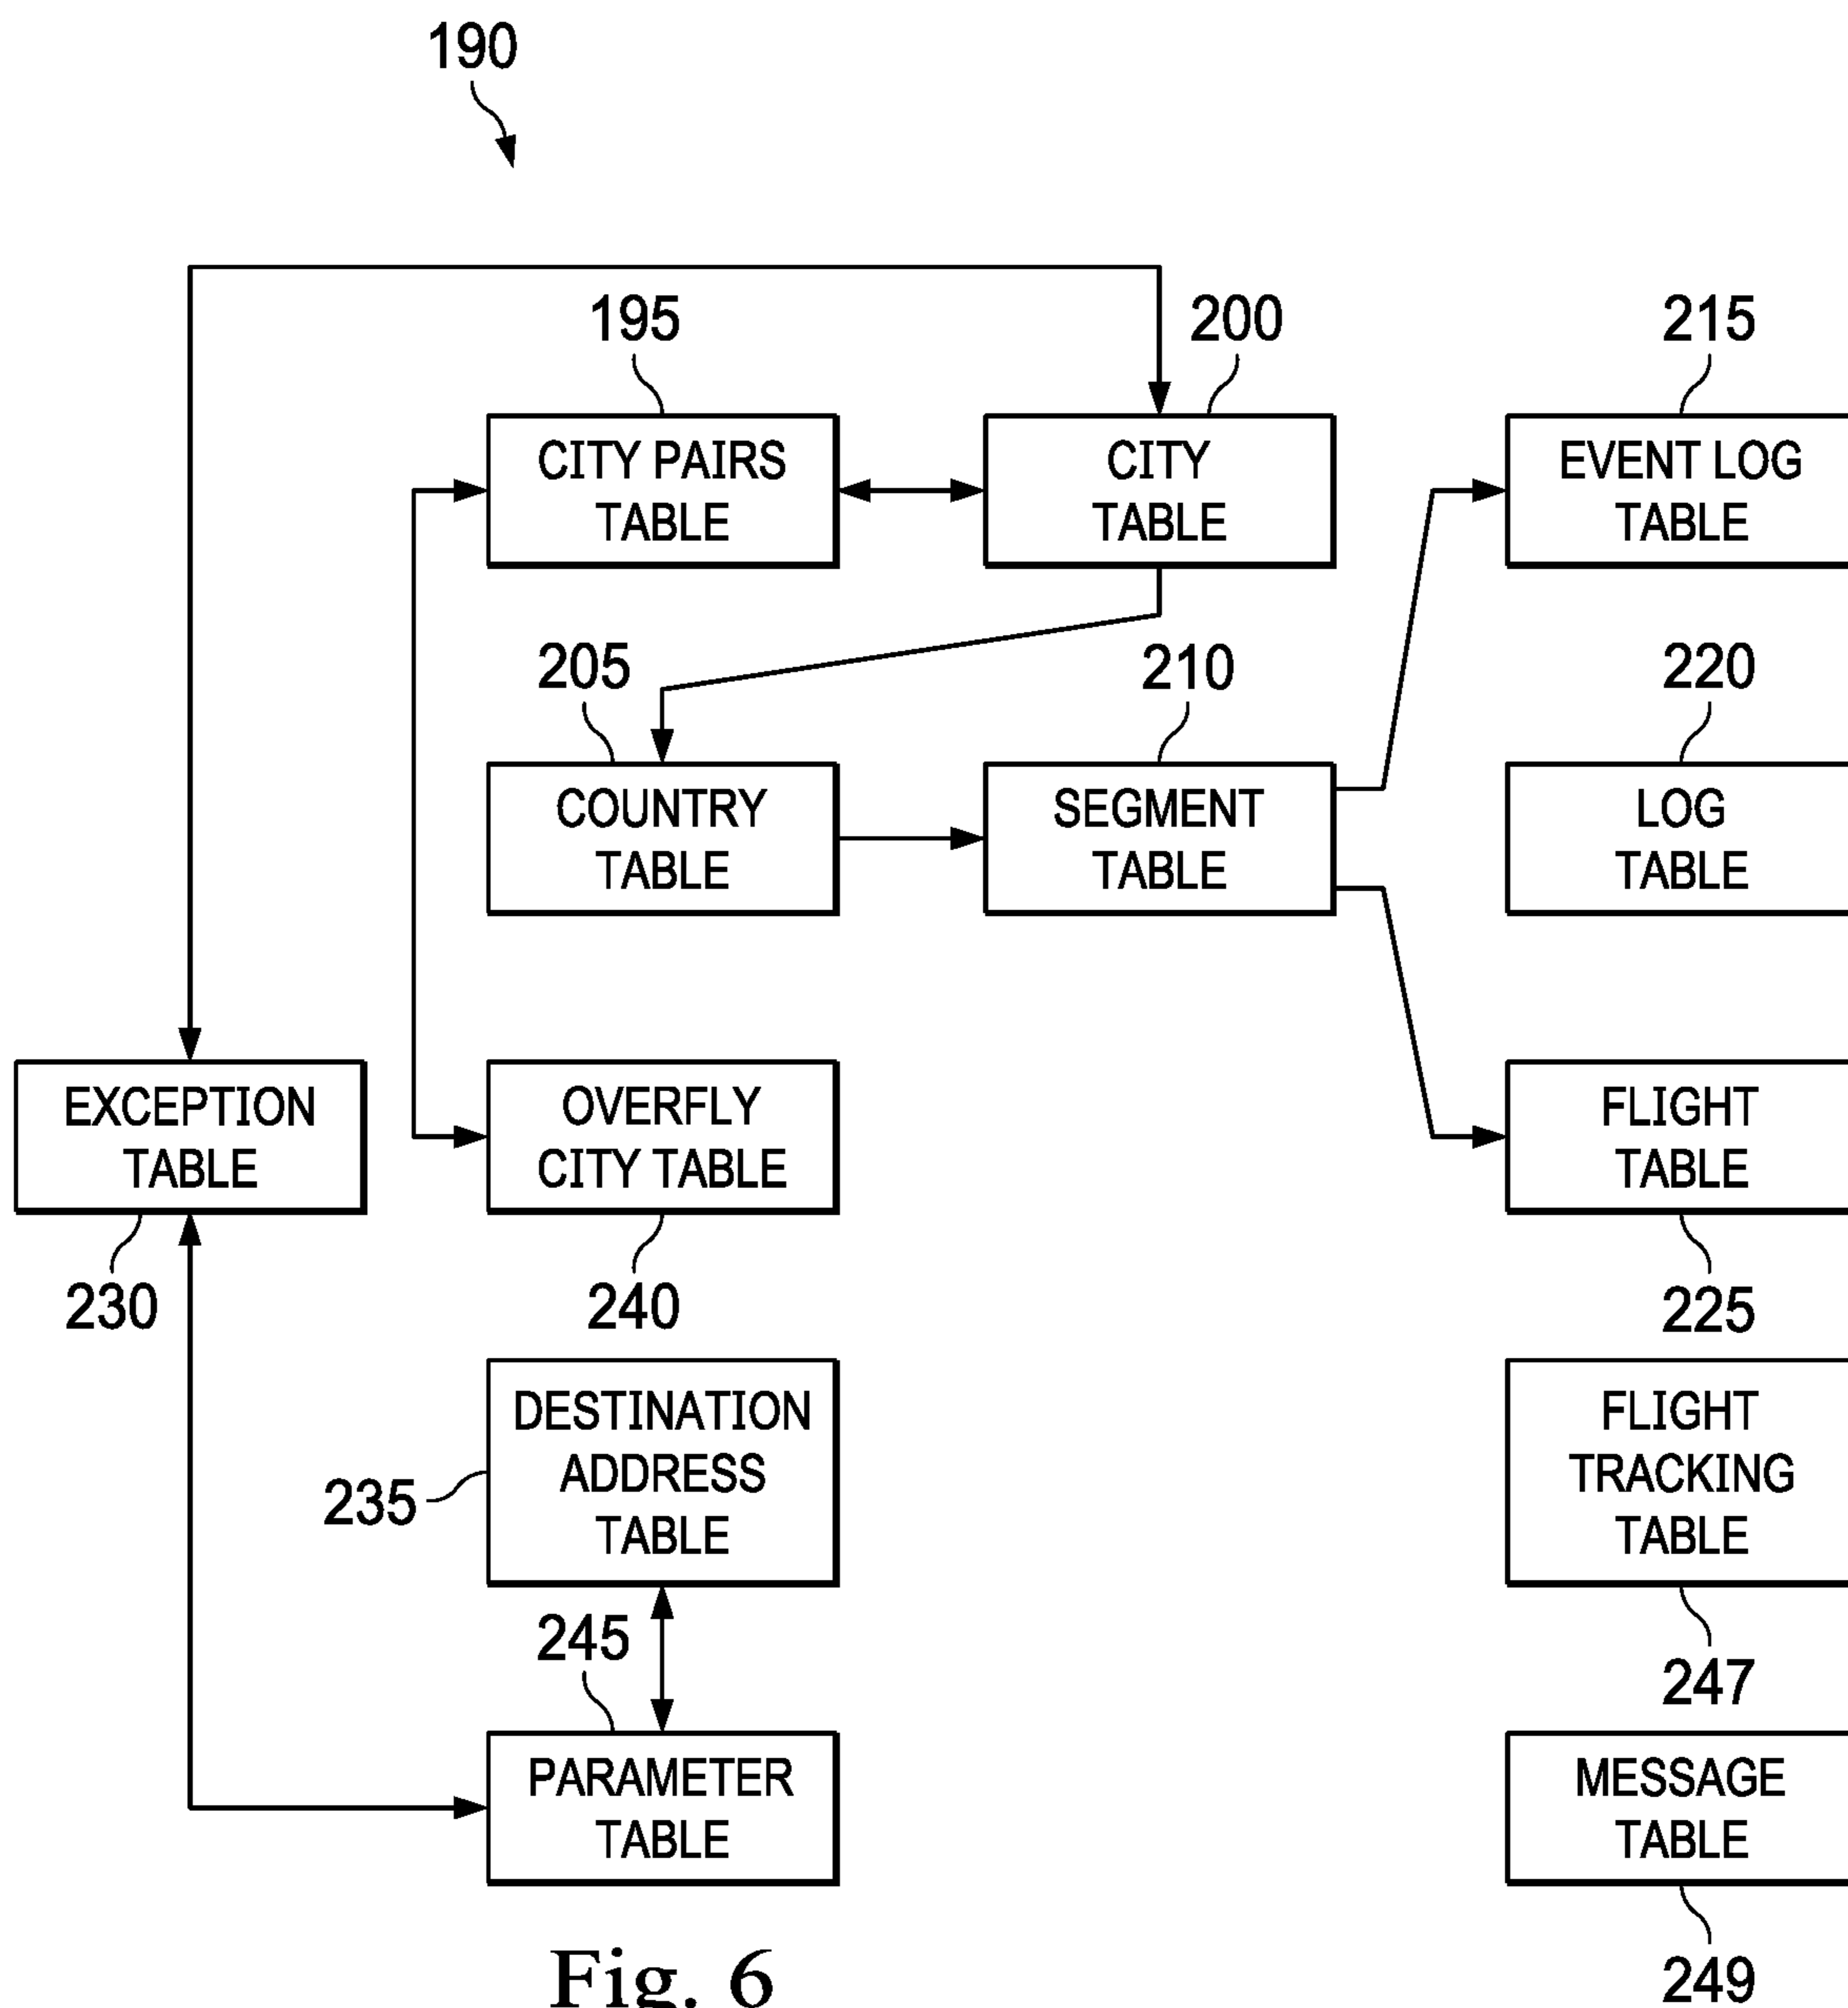 190
195
200
215
CITY PAIRS
TABLE
CITY
TABLE
EVENT LOG
TABLE
205
210
220
COUNTRY
TABLE
SEGMENT
TABLE
LOG
TABLE
EXCEPTION
TABLE
OVERFLY
CITY TABLE
FLIGHT
TABLE
230
240
225
DESTINATION
ADDRESS
TABLE
235
FLIGHT
TRACKING
TABLE
245
247
PARAMETER
TABLE
MESSAGE
TABLE
249
Fig. 6